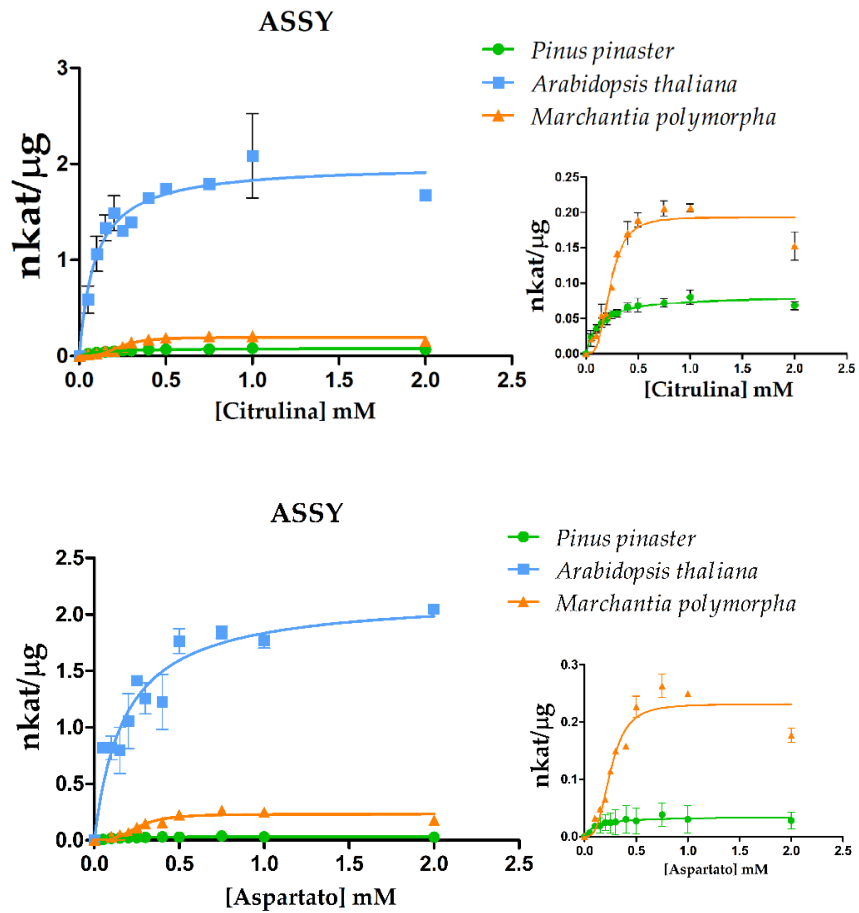 ASSY
Pinus pinaster
Arabidopsis thaliana
Marchantia polymorpha
nkat/µg
3
2
1
0
0.0 0.5 1.0 1.5 2.0 2.5
[Citrulina] mM
nkat/µg
0.25
0.20
0.15
0.10
0.05
0.00
0.0 0.5 1.0 1.5 2.0 2.5
[Citrulina] mM
ASSY
Pinus pinaster
Arabidopsis thaliana
Marchantia polymorpha
nkat/µg
2.5
2.0
1.5
1.0
0.5
0.0
0.0 0.5 1.0 1.5 2.0 2.5
[Aspartato] mM
nkat/µg
0.3
0.2
0.1
0.0
0.0 0.5 1.0 1.5 2.0 2.5
[Aspartato] mM